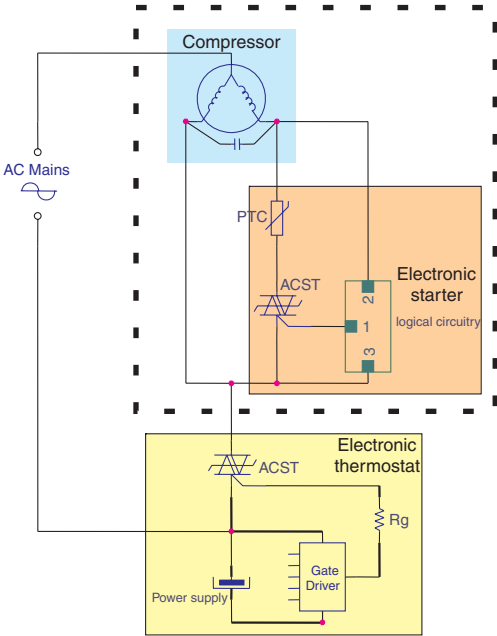 Compressor
AC Mains
PTC
ACST
2
1
3
Electronic
starter
logical circuitry
Electronic
thermostat
ACST
Rg
Gate
Driver
Power supply